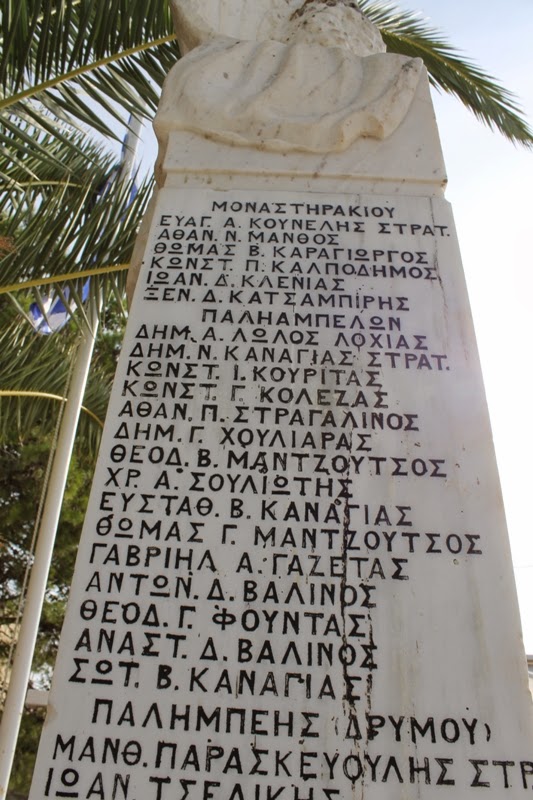 ΜΟΝΑΣΤΗΡΑΚΙΟΥ
ΕΥΑΓ. Α. ΚΟΥΝΕΛΗΣ ΣΤΡΑΤ.
ΑΘΑΝ. Ν. ΜΑΝΘΟΣ
ΘΩΜΑΣ Β. ΚΑΡΑΓΙΩΡΓΟΣ
ΚΩΝΣΤ. Π. ΚΑΛΠΟΔΗΜΟΣ
ΙΩΑΝ. Δ. ΚΛΕΝΙΑΣ
ΞΕΝ. Δ. ΚΑΤΣΑΜΠΙΡΗΣ
ΠΑΛΗΑΜΠΕΛΩΝ
ΔΗΜ. Α. ΛΩΛΟΣ ΛΟΧΙΑΣ
ΔΗΜ. Ν. ΚΑΝΑΓΙΑΣ ΣΤΡΑΤ.
ΚΩΝΣΤ. Ι. ΚΟΥΡΙΤΑΣ
ΚΩΝΣΤ. Γ. ΚΟΛΕΖΑΣ
ΑΘΑΝ. Π. ΣΤΡΑΓΑΛΙΝΟΣ
ΔΗΜ. Γ. ΧΟΥΛΙΑΡΑΣ
ΘΕΟΔ. Β. ΜΑΝΤΖΟΥΤΣΟΣ
ΧΡ. Α. ΣΟΥΛΙΩΤΗΣ
ΕΥΣΤΑΘ. Β. ΚΑΝΑΓΙΑΣ
ΘΩΜΑΣ Γ. ΜΑΝΤΖΟΥΤΣΟΣ
ΓΑΒΡΙΗΛ Α. ΓΑΖΕΤΑΣ
ΑΝΤΩΝ. Δ. ΒΑΛΙΝΟΣ
ΘΕΟΔ. Γ. ΦΟΥΝΤΑΣ
ΑΝΑΣΤ. Δ. ΒΑΛΙΝΟΣ
ΣΩΤ. Β. ΚΑΝΑΓΙΑΣ
ΠΑΛΗΜΠΕΗΣ (ΔΡΥΜΟΥ)
ΜΑΝΘ. ΠΑΡΑΣΚΕΥΟΥΛΗΣ ΣΤΡ
ΙΩΑΝ. ΤΣΕΛΙΚΗΣ